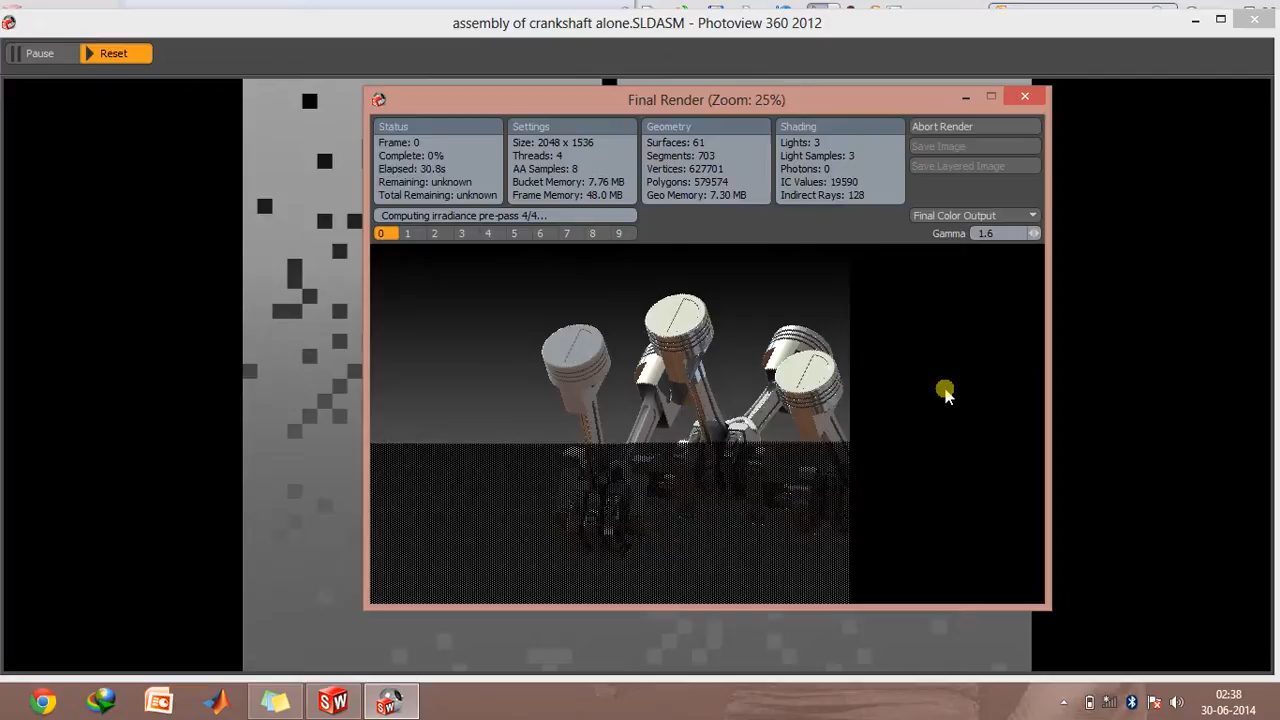 assembly of crankshaft alone.SLDASM - Photoview 360 2012
Pause
Reset
Final Render (Zoom: 25%)
Status
Frame: 0
Complete: 0%
Elapsed: 30.8s
Remaining: unknown
Total Remaining: unknown
Settings
Size: 2048 x 1536
Threads: 4
AA Samples: 8
Bucket Memory: 7.76 MB
Frame Memory: 48.0 MB
Geometry
Surfaces: 61
Segments: 703
Vertices: 627701
Polygons: 579574
Geo Memory: 7.30 MB
Shading
Lights: 3
Light Samples: 3
Photons: 0
IC Values: 19590
Indirect Rays: 128
Abort Render
Save Image
Save Layered Image
Computing irradiance pre-pass 4/4...
Final Color Output
0 1 2 3 4 5 6 7 8 9
Gamma 1.6
SW
02:38
30-06-2014